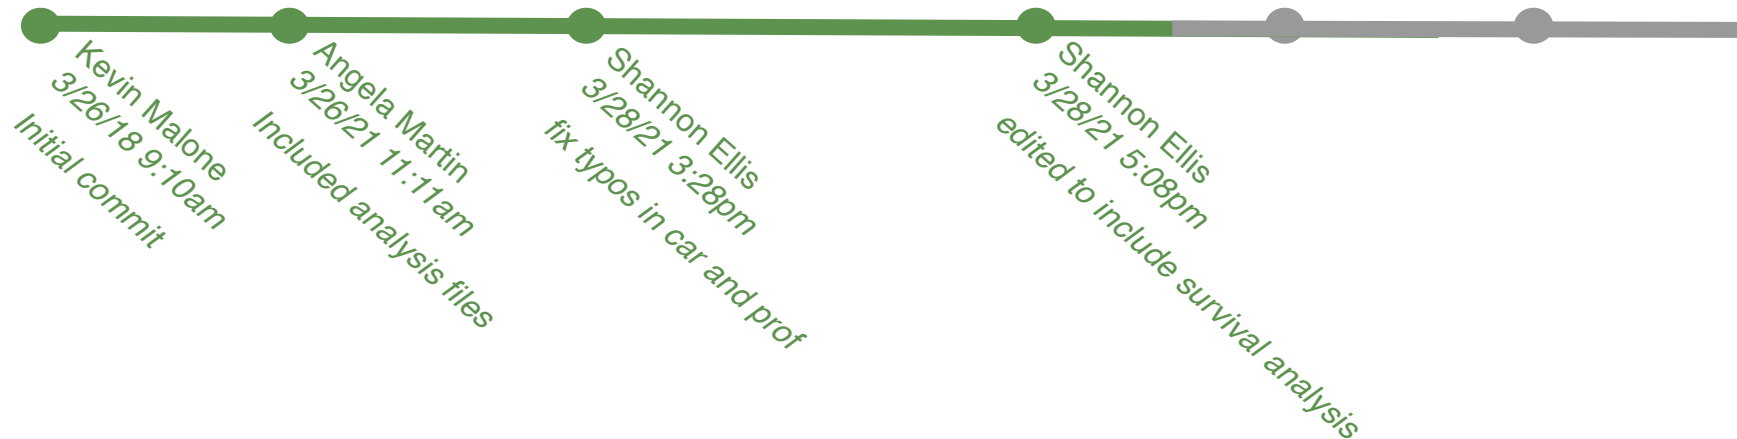 Kevin Malone
3/26/18 9:10am
Initial commit
Angela Martin
3/26/21 11:11am
Included analysis files
Shannon Ellis
3/28/21 3:28pm
fix typos in car and prof
Shannon Ellis
3/28/21 5:08pm
edited to include survival analysis